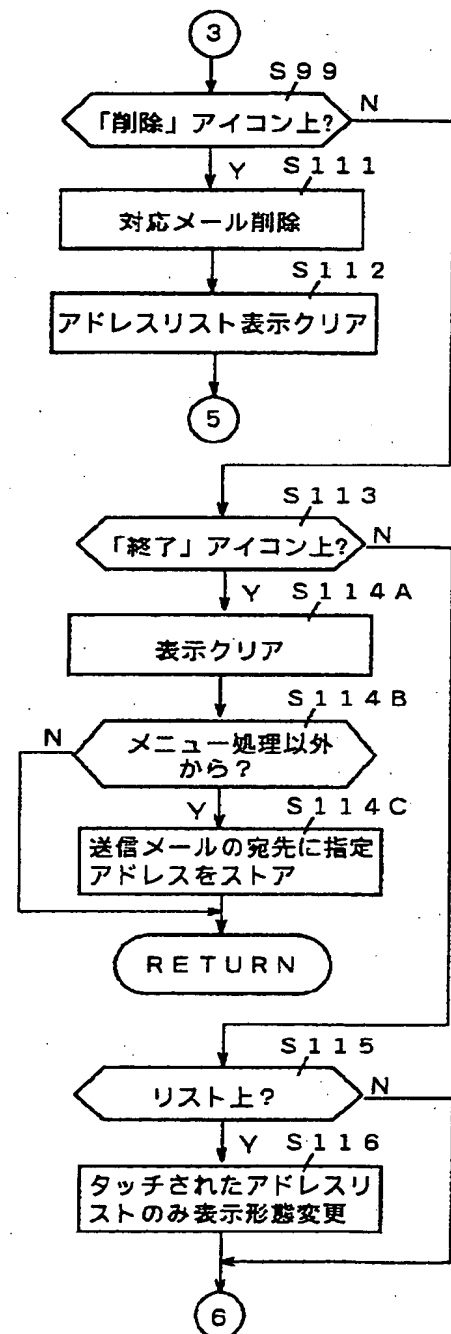 3
S99
「削除」アイコン上?
N
Y
S111
対応メール削除
S112
アドレスリスト表示クリア
5
S113
「終了」アイコン上?
N
Y
S114A
表示クリア
S114B
N
メニュー処理以外
から?
Y
S114C
送信メールの宛先に指定
アドレスをストア
RETURN
S115
リスト上?
N
Y
S116
タッチされたアドレスリ
ストのみ表示形態変更
6